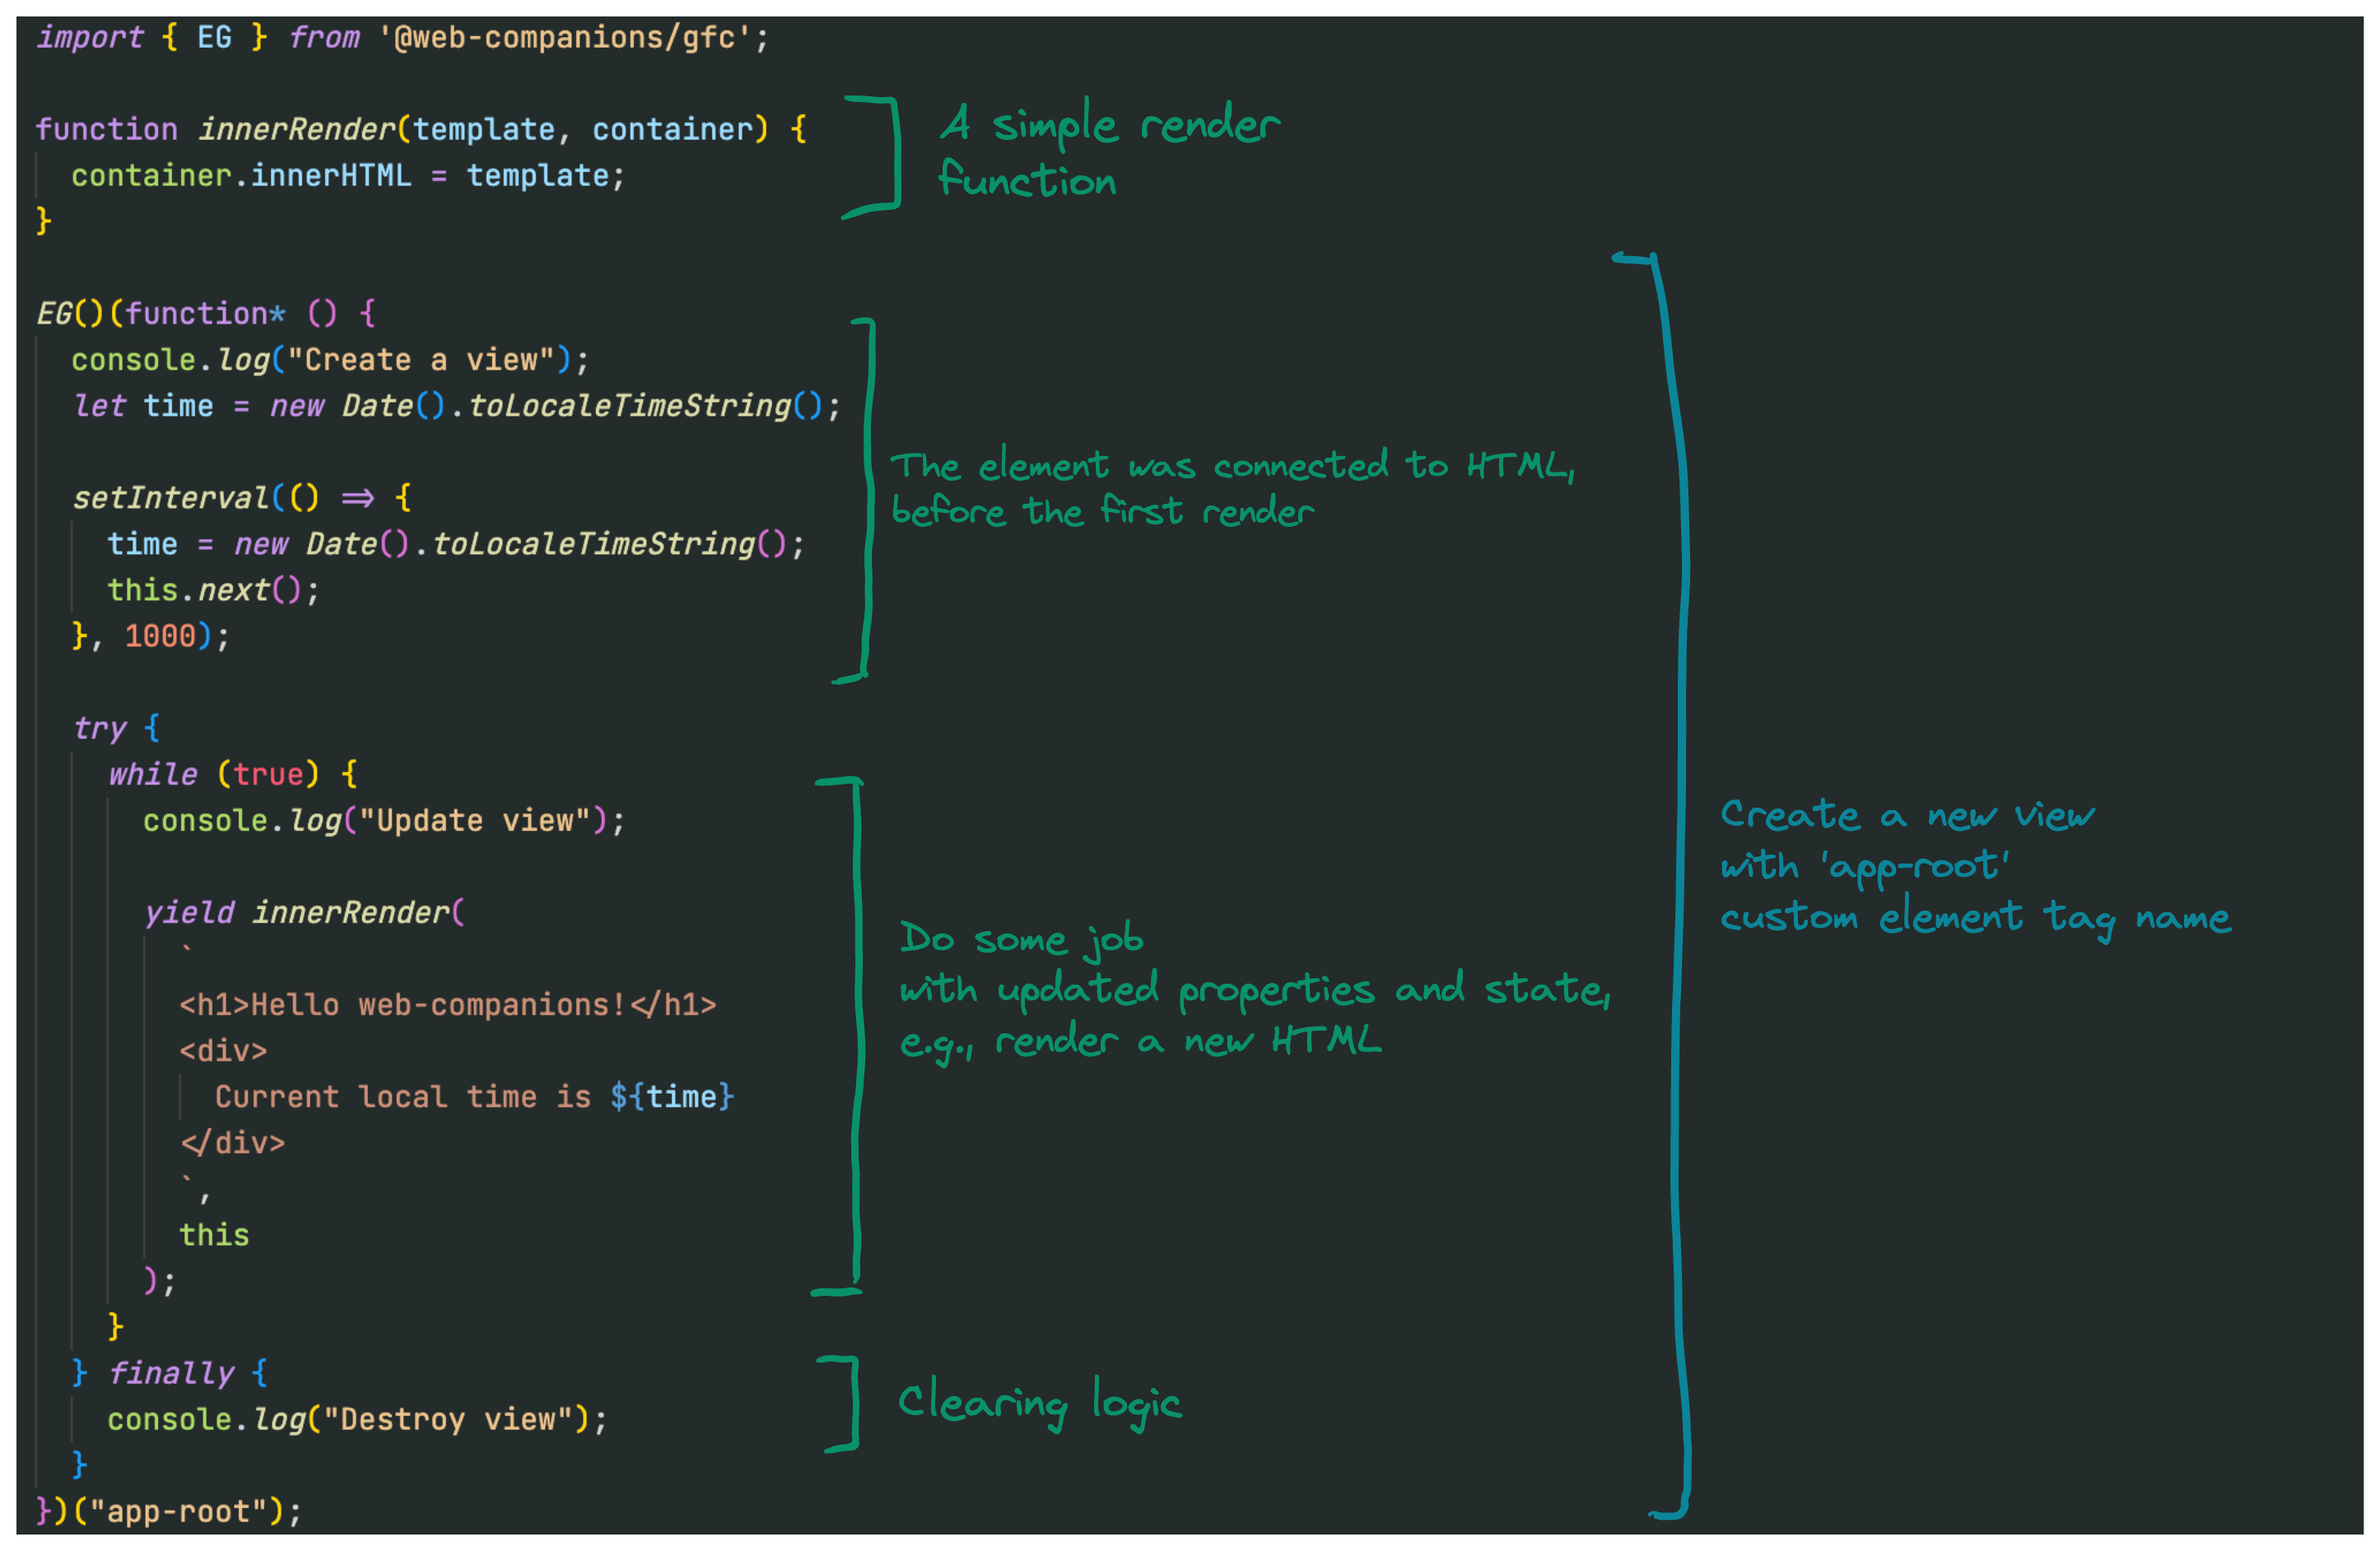 import { EG } from '@web-companions/gfc';
function innerRender(template, container) {
container.innerHTML = template;
}
A simple render
function
EG()(function* () {
console.log("Create a view");
let time = new Date().toLocaleTimeString();
setInterval(() => {
time = new Date().toLocaleTimeString();
this.next();
}, 1000);
The element was connected to HTML,
before the first render
try {
while (true) {
console.log("Update view");
yield innerRender(
`
<h1>Hello web-companions!</h1>
<div>
Current local time is ${time}
</div>
`,
this
);
}
Do some job
with updated properties and state,
e.g., render a new HTML
} finally {
console.log("Destroy view");
}
Clearing logic
})("app-root");
Create a new view
with 'app-root'
custom element tag name